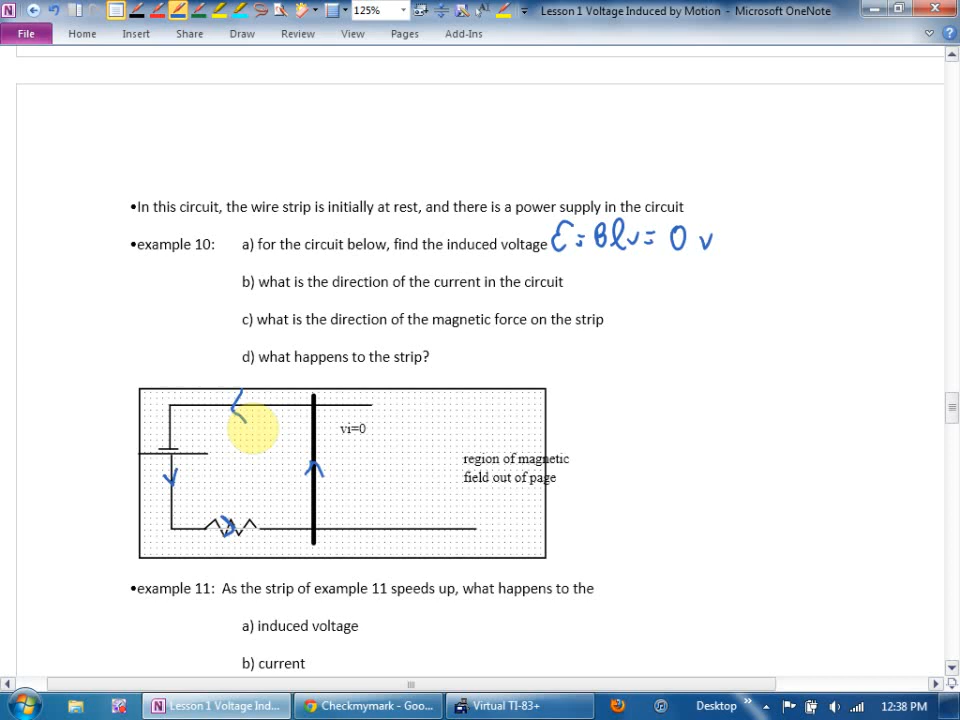 125%
Lesson 1 Voltage Induced by Motion - Microsoft OneNote
File Home Insert Share Draw Review View Pages Add-Ins
•In this circuit, the wire strip is initially at rest, and there is a power supply in the circuit
•example 10: a) for the circuit below, find the induced voltage ε = Blv = 0 v
b) what is the direction of the current in the circuit
c) what is the direction of the magnetic force on the strip
d) what happens to the strip?
vi=0
region of magnetic
field out of page
•example 11: As the strip of example 11 speeds up, what happens to the
a) induced voltage
b) current
Lesson 1 Voltage Ind... Checkmymark - Goo... Virtual TI-83+ Desktop 12:38 PM